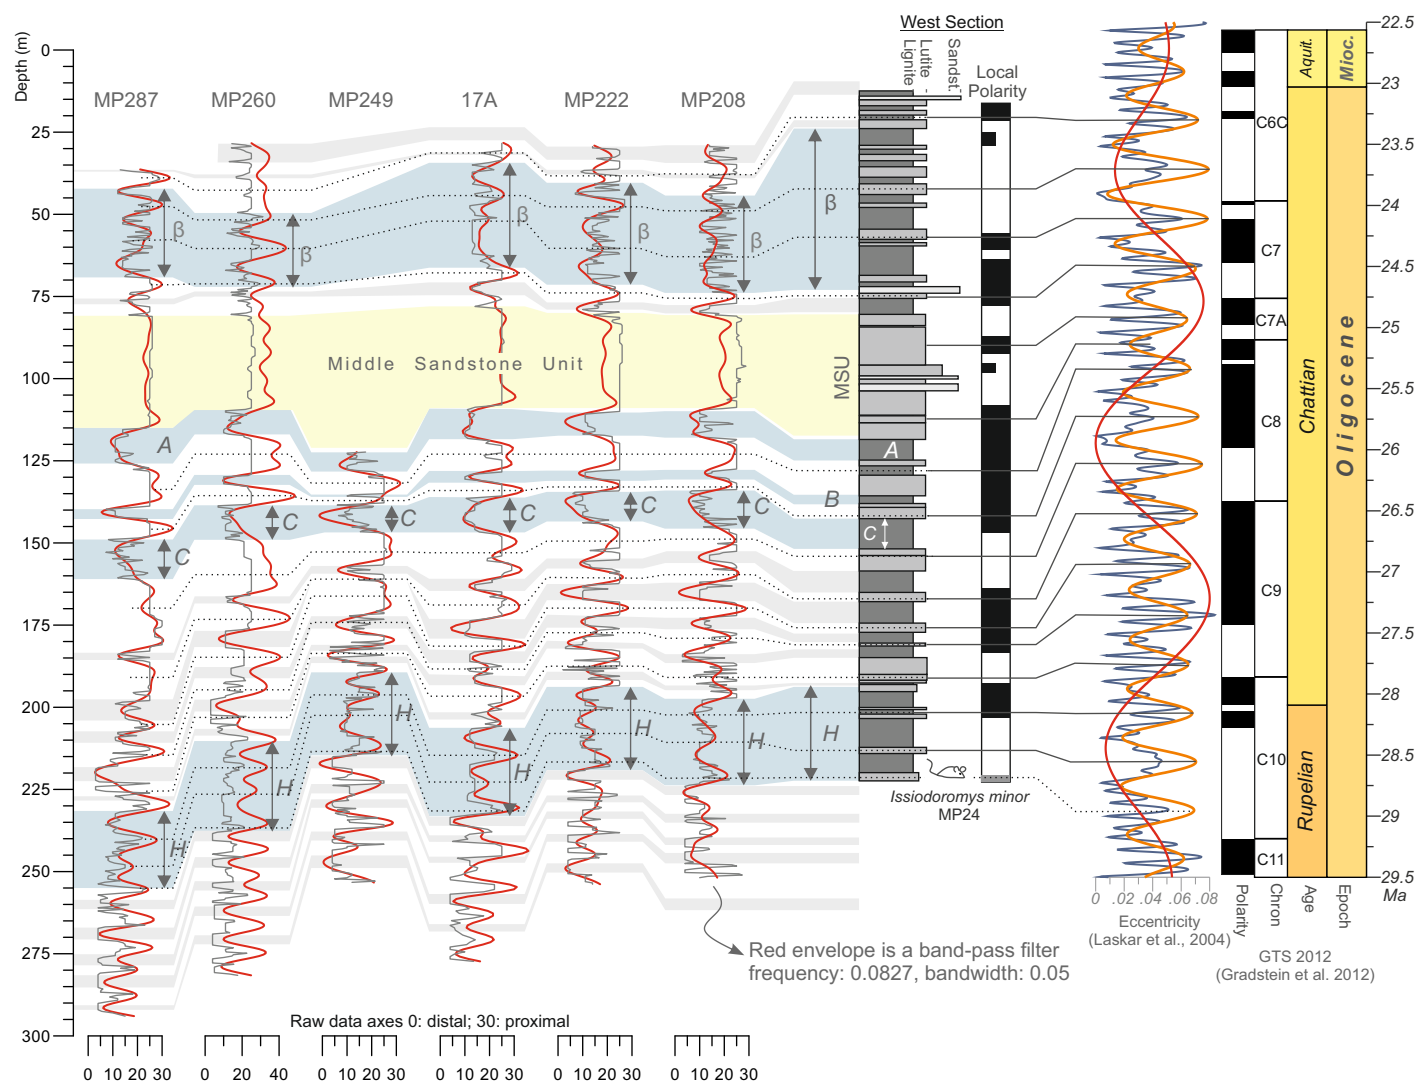 West Section
Depth (m)
0
25
50
75
100
125
150
175
200
225
250
275
300
MP287
MP260
MP249
17A
MP222
MP208
Lignite
Lutite
Sandst.
Local
Polarity
β
β
β
β
β
β
Middle Sandstone Unit
MSU
A
A
B
C
C
C
C
C
C
C
H
H
H
H
H
H
H
Issiodoromys minor
MP24
Red envelope is a band-pass filter
frequency: 0.0827, bandwidth: 0.05
Raw data axes 0: distal; 30: proximal
0 10 20 30
0 20 40
0 10 20 30
0 10 20 30
0 10 20 30
0 10 20 30
0 .02 .04 .06 .08
Eccentricity
(Laskar et al., 2004)
Polarity
Chron
Age
Epoch
GTS 2012
(Gradstein et al. 2012)
C6C
C7
C7A
C8
C9
C10
C11
Aquit.
Chattian
Rupelian
Mioc.
Oligocene
22.5
23
23.5
24
24.5
25
25.5
26
26.5
27
27.5
28
28.5
29
29.5
Ma